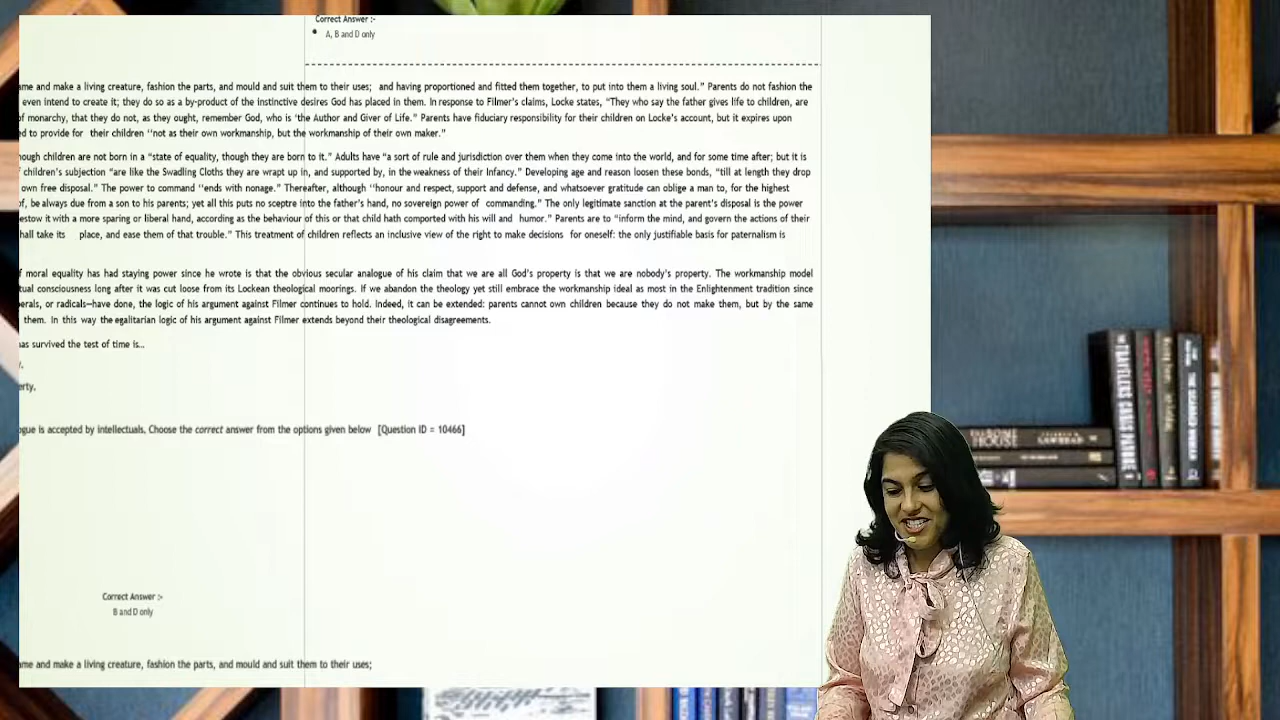 Correct Answer :-
A, B and D only
me and make a living creature, fashion the parts, and mould and suit them to their uses; and having proportioned and fitted them together, to put into them a living soul.” Parents do not fashion the
even intend to create it; they do so as a by-product of the instinctive desires God has placed in them. In response to Filmer's claims, Locke states, “They who say the father gives life to children, are
of monarchy, that they do not, as they ought, remember God, who is ‘the Author and Giver of Life.” Parents have fiduciary responsibility for their children on Locke's account, but it expires upon
ed to provide for their children “not as their own workmanship, but the workmanship of their own maker.”
hough children are not born in a “state of equality, though they are born to it.” Adults have “a sort of rule and jurisdiction over them when they come into the world, and for some time after; but it is
children's subjection “are like the Swadling Cloths they are wrapt up in, and supported by, in the weakness of their Infancy.” Developing age and reason loosen these bonds, “till at length they drop
own free disposal.” The power to command “ends with nonage.” Thereafter, although “honour and respect, support and defense, and whatsoever gratitude can oblige a man to, for the highest
of, be always due from a son to his parents; yet all this puts no sceptre into the father's hand, no sovereign power of commanding.” The only legitimate sanction at the parent's disposal is the power
estow it with a more sparing or liberal hand, according as the behaviour of this or that child hath comported with his will and humor.” Parents are to “inform the mind, and govern the actions of their
hall take its place, and ease them of that trouble.” This treatment of children reflects an inclusive view of the right to make decisions for oneself: the only justifiable basis for paternalism is
f moral equality has had staying power since he wrote is that the obvious secular analogue of his claim that we are all God's property is that we are nobody's property. The workmanship model
tual consciousness long after it was cut loose from its Lockean theological moorings. If we abandon the theology yet still embrace the workmanship ideal as most in the Enlightenment tradition since
erals, or radicals—have done, the logic of his argument against Filmer continues to hold. Indeed, it can be extended: parents cannot own children because they do not make them, but by the same
them. In this way the egalitarian logic of his argument against Filmer extends beyond their theological disagreements.
as survived the test of time is...
y.
erty.
ogue is accepted by intellectuals. Choose the correct answer from the options given below [Question ID = 10466]
Correct Answer :-
B and D only
me and make a living creature, fashion the parts, and mould and suit them to their uses;